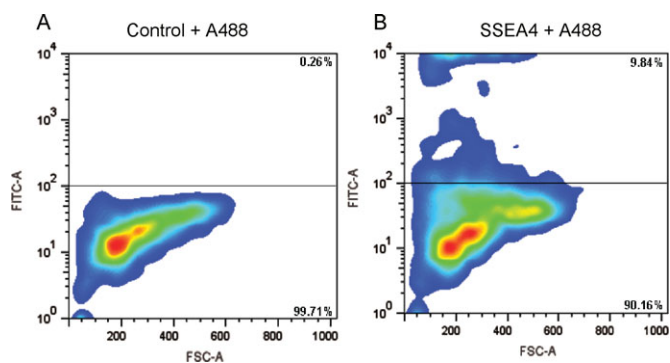 A
Control + A488
10⁴
10³
10²
10¹
10⁰
FITC-A
0.26%
99.71%
200 400 600 800 1000
FSC-A
B
SSEA4 + A488
10⁴
10³
10²
10¹
10⁰
FITC-A
9.84%
90.16%
200 400 600 800 1000
FSC-A